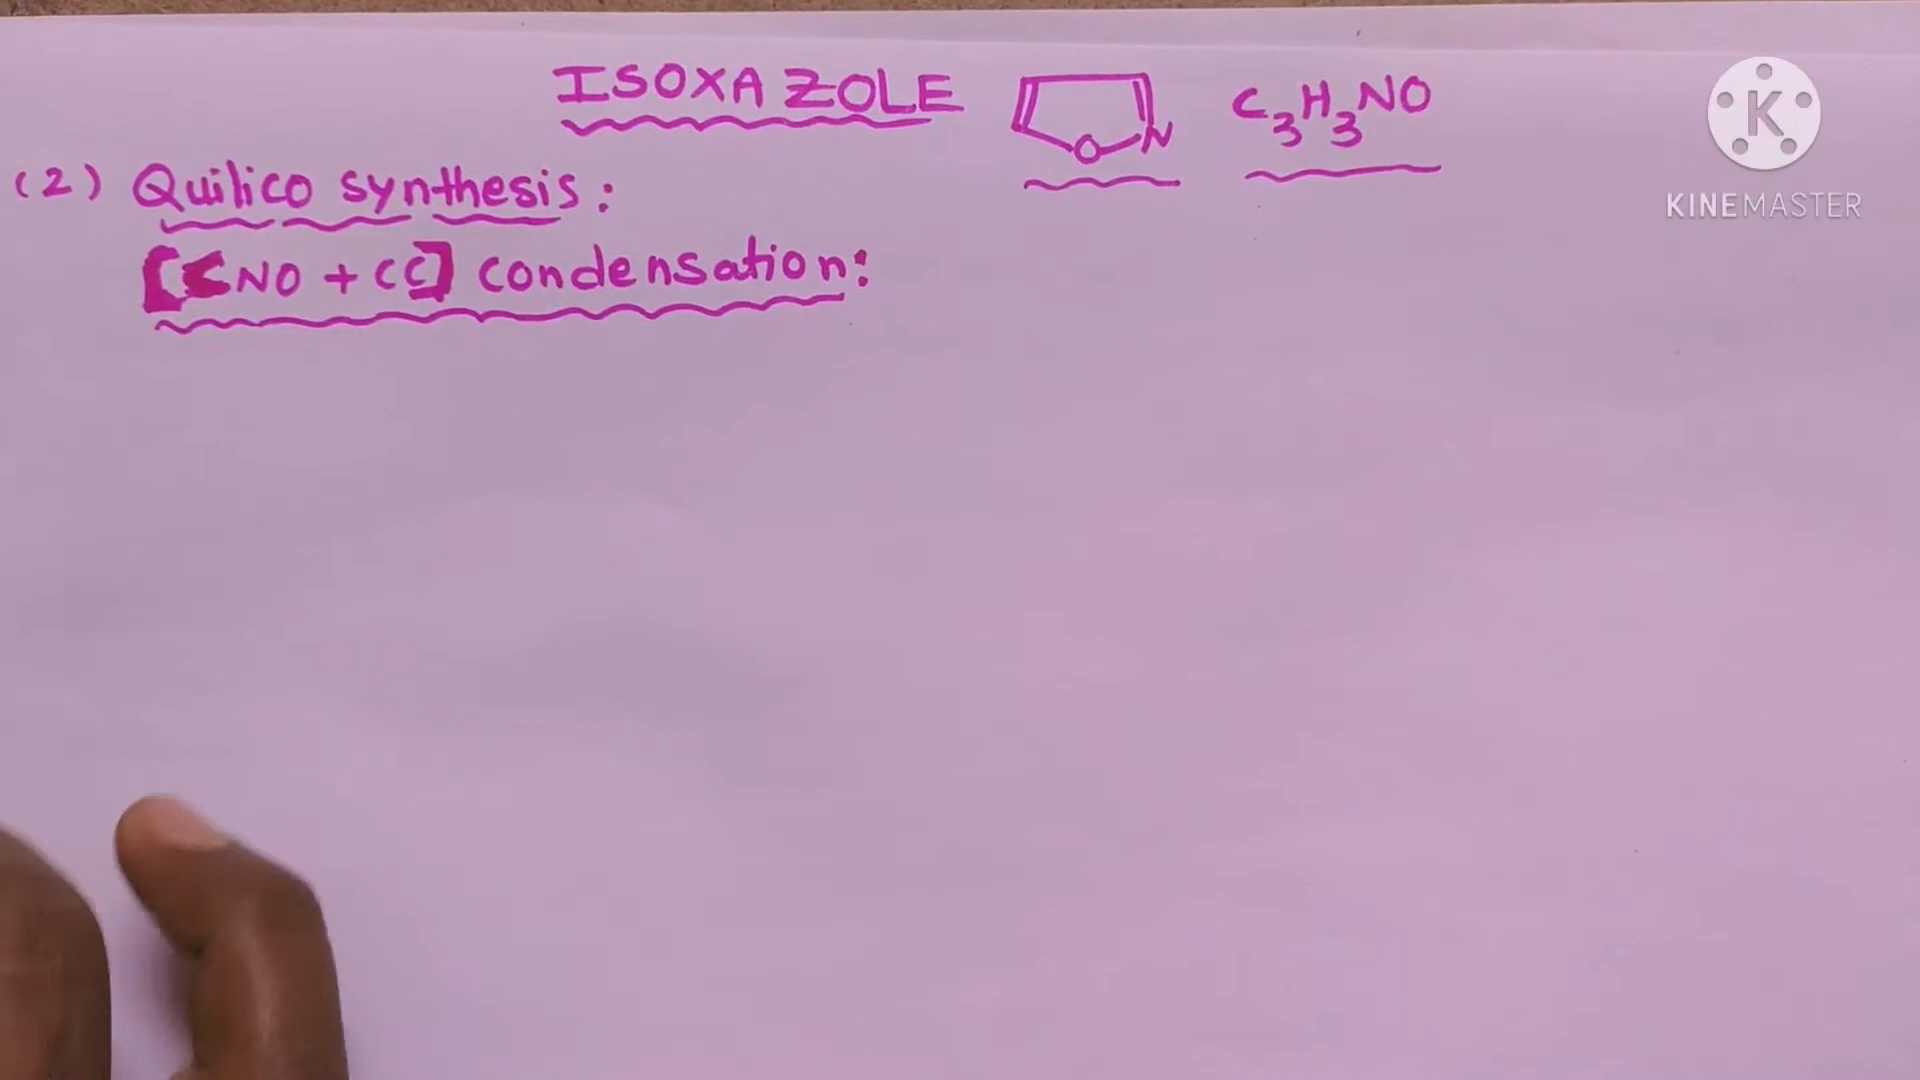 ISOXAZOLE C3H3NO
(2) Quilico synthesis:
[CNO + CC] condensation:
O N
K
KINEMASTER